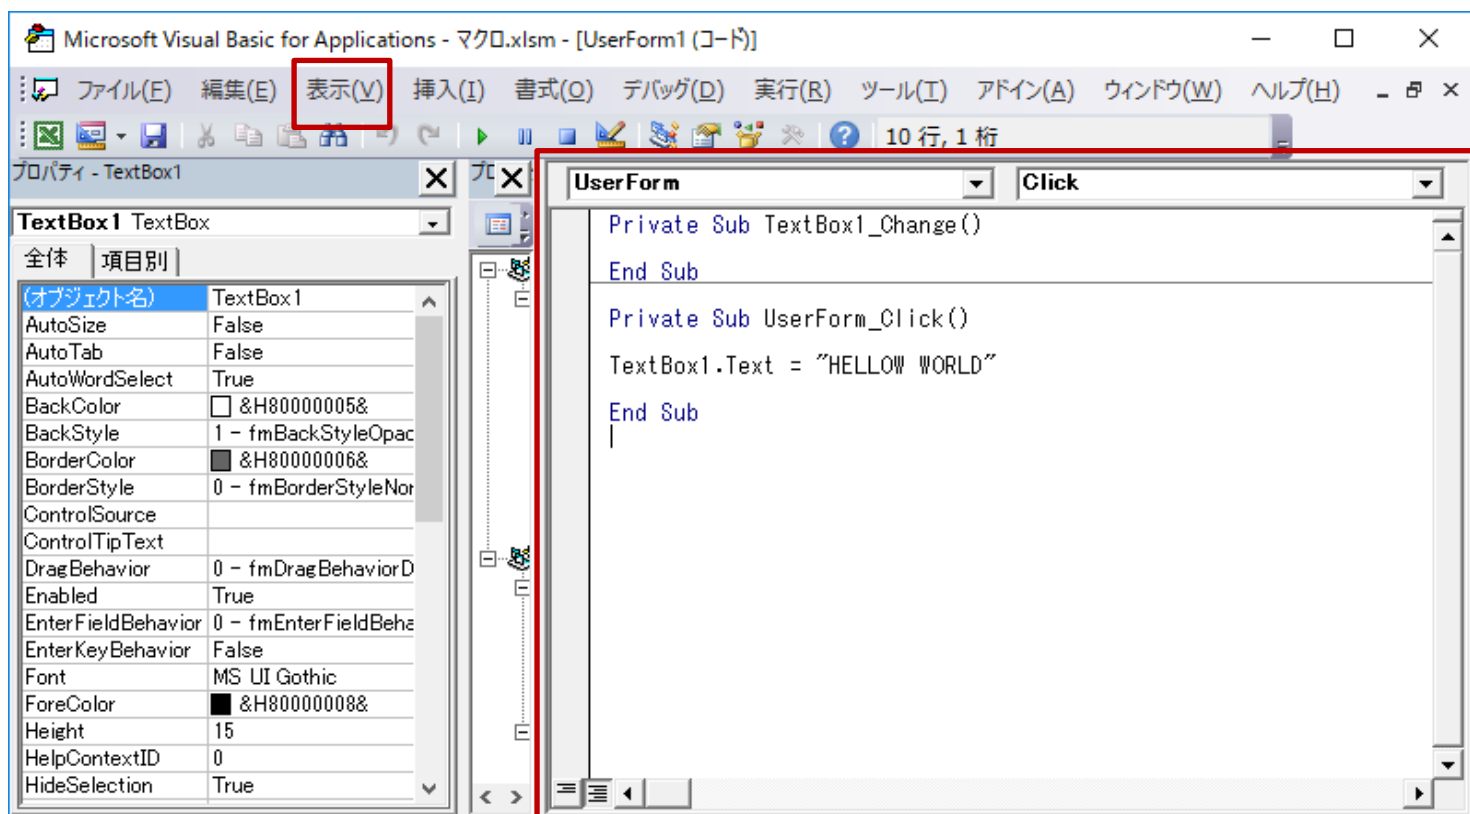 Microsoft Visual Basic for Applications - マクロ.xlsm - [UserForm1 (コード)]
ファイル(F) 編集(E) 表示(V) 挿入(I) 書式(O) デバッグ(D) 実行(R) ツール(T) アドイン(A) ウィンドウ(W) ヘルプ(H)
10 行, 1 桁
プロパティ - TextBox1
TextBox1 TextBox
全体 項目別
(オブジェクト名) TextBox1
AutoSize False
AutoTab False
AutoWordSelect True
BackColor &H80000005&
BackStyle 1 - fmBackStyleOpac
BorderColor &H80000006&
BorderStyle 0 - fmBorderStyleNor
ControlSource
ControlTipText
DragBehavior 0 - fmDragBehaviorD
Enabled True
EnterFieldBehavior 0 - fmEnterFieldBeha
EnterKeyBehavior False
Font MS UI Gothic
ForeColor &H80000008&
Height 15
HelpContextID 0
HideSelection True
UserForm Click
Private Sub TextBox1_Change()
End Sub
Private Sub UserForm_Click()
TextBox1.Text = "HELLOW WORLD"
End Sub